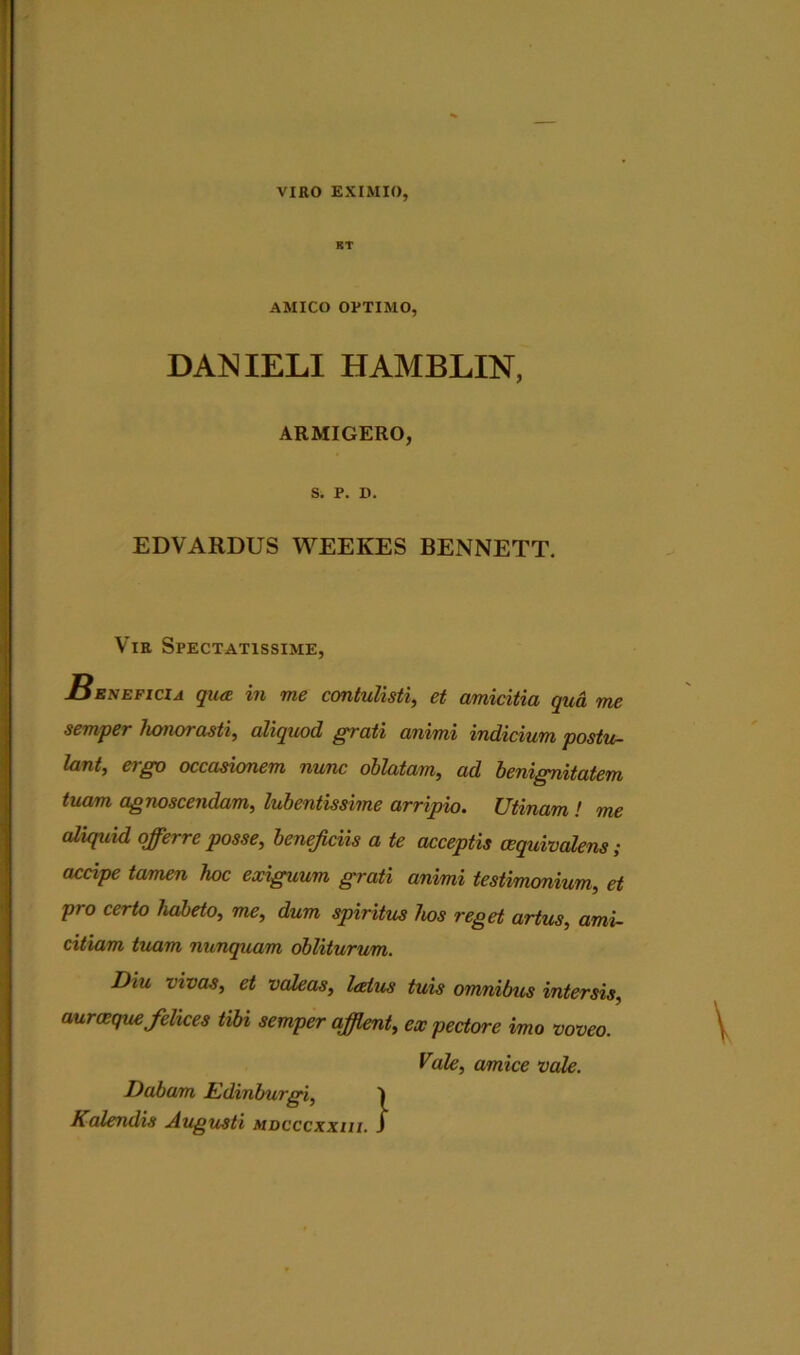 VIRO EXIMIO,
ET
AMICO OPTIMO,
DANIELI HAMBLIN,
ARMIGERO,
S. P. D.
EDVARDUS WEEKES BENNETT.
VIR SPECTATISSIME,
BENEFICIA quæ in me contulisti, et amicitia quâ me
semper honorasti, aliquod grati animi indicium postu-
lant, ergo occasionem nunc oblatam, ad benignitatem
tuam agnoscendam, lubentissime arripio. Utinam! me
aliquid offerre posse, beneficiis a te acceptis æquivalens;
accipe tamen hoc exiguum grati animi testimonium, et
pro certo habeto, me, dum spiritus hos reget artus, ami-
citiam tuam nunquam obliturum.
Diu vivas, et valeas, lætus tuis omnibus intersis,
auræque felices tibi semper afflent, ex pectore imo voveo.
Vale, amice vale.
Dabam Edinburgi, }
Kalendis Augusti MDCCCXXIII. }